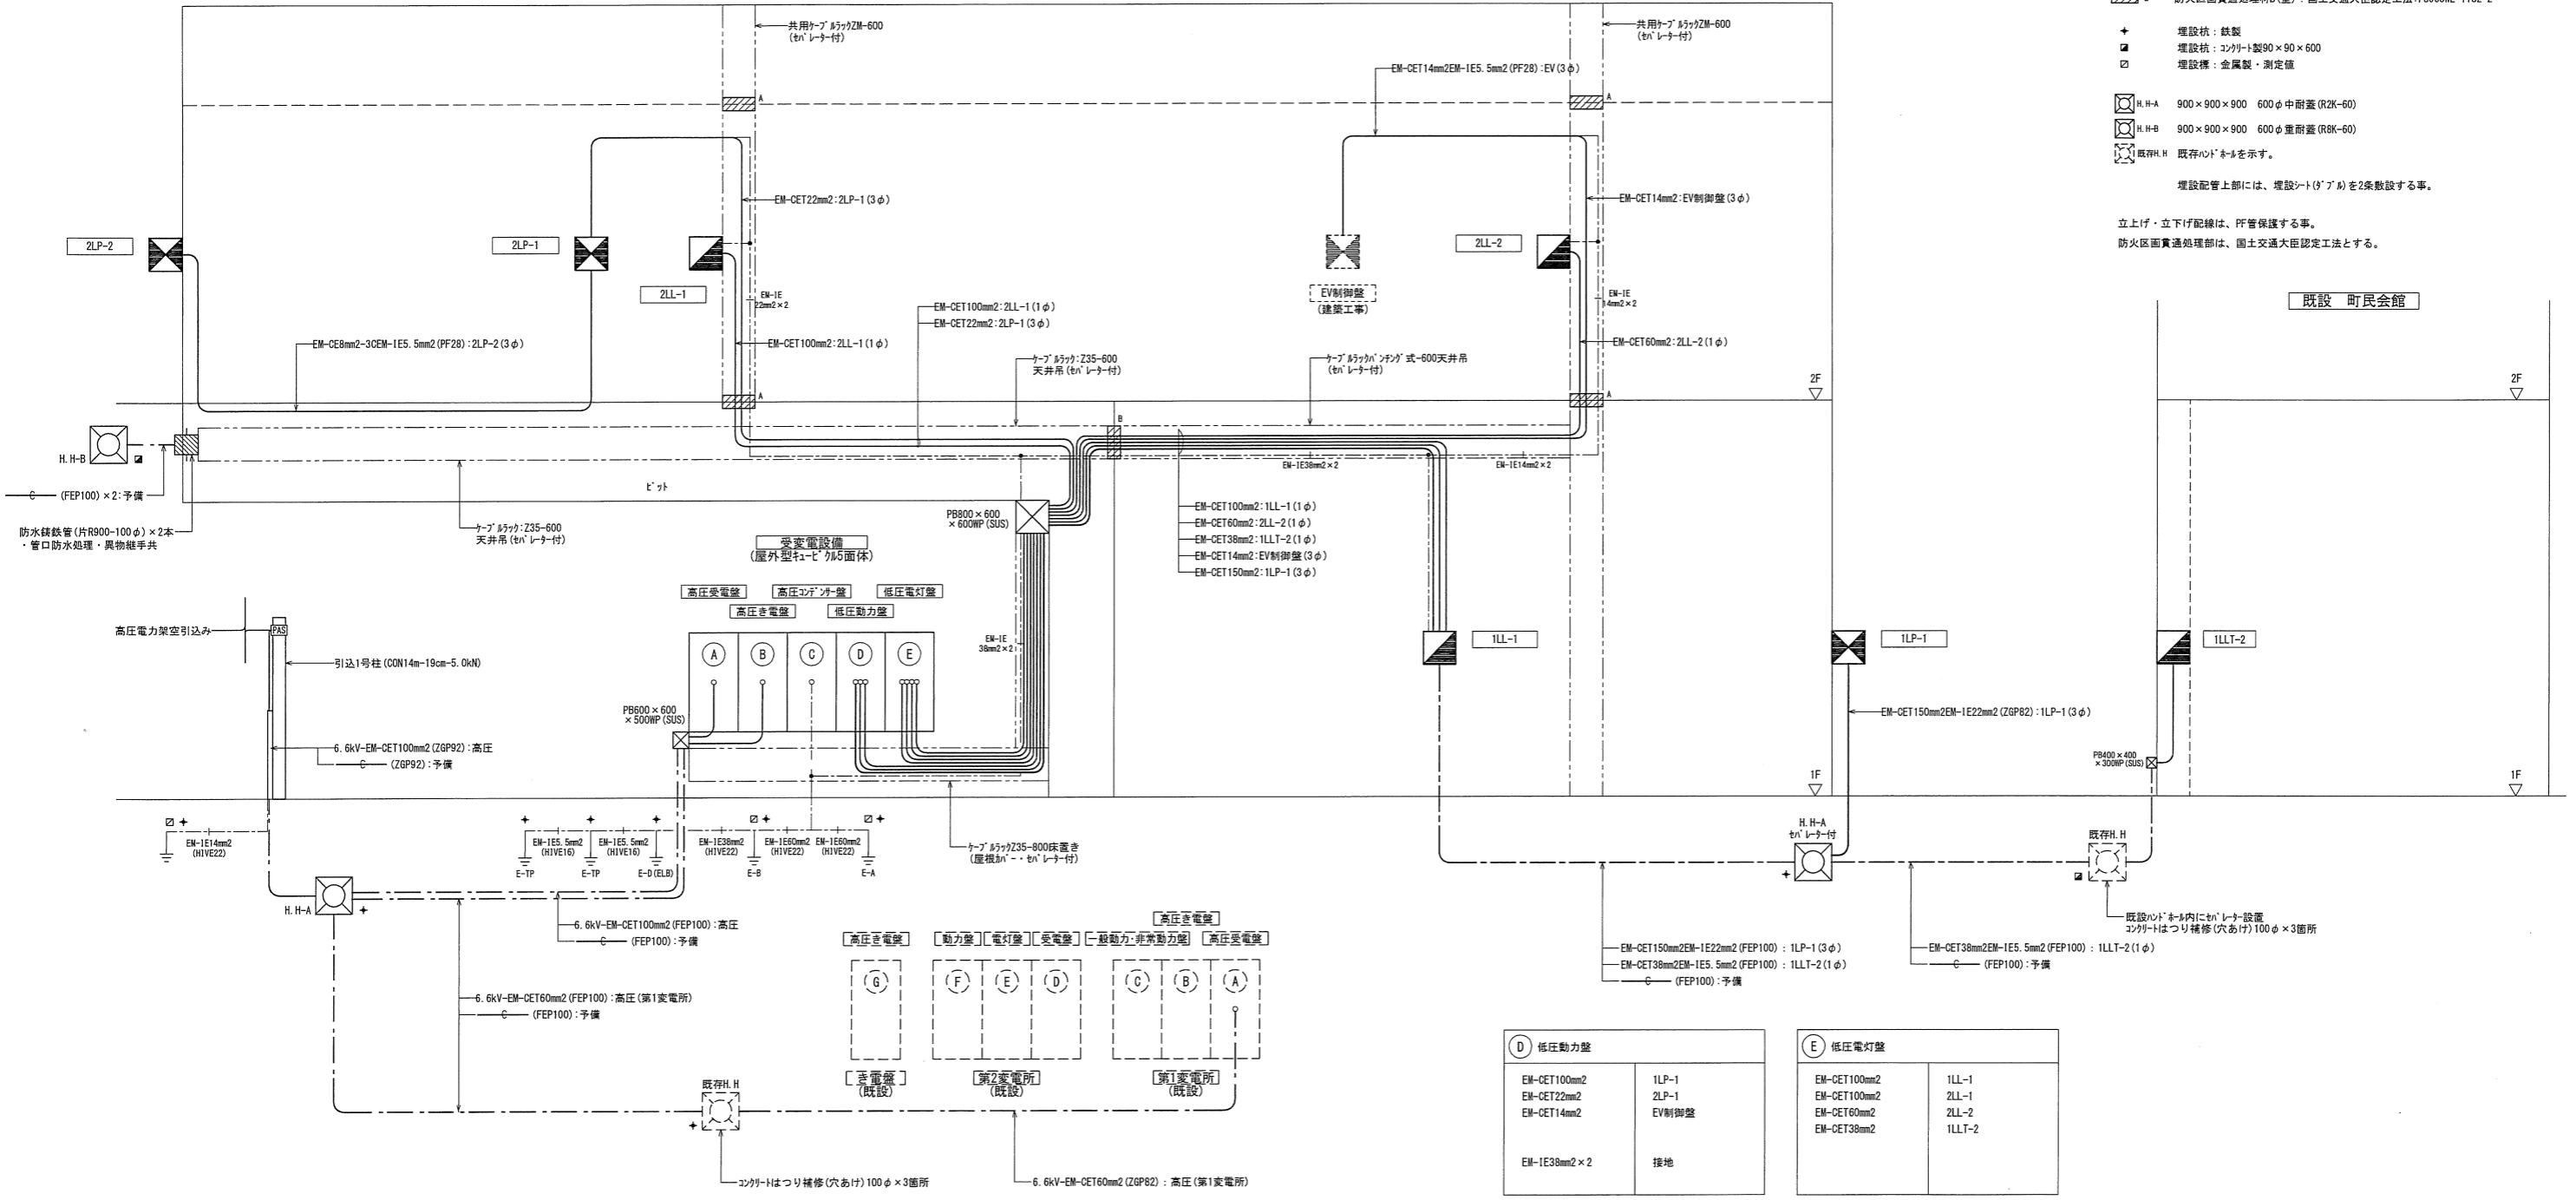 共用ケーブルラックZM-600
(セパレーター付)
共用ケーブルラックZM-600
(セパレーター付)
埋設杭：鉄製
埋設杭：コンクリート製90×90×600
埋設標：金属製・測定値
H.H-A 900×900×900 600φ中耐蓋(R2K-60)
H.H-B 900×900×900 600φ重耐蓋(R8K-60)
既存H.H 既存ハンドホールを示す。
埋設配管上部には、埋設シート(ダブル)を2条敷設する事。
立上げ・立下げ配線は、PF管保護する事。
防火区画貫通処理部は、国土交通大臣認定工法とする。
既設 町民会館
EM-CET14mm2EM-IE5.5mm2(PF28):EV(3φ)
A
A
EM-CET22mm2:2LP-1(3φ)
EM-CET14mm2:EV制御盤(3φ)
2LP-2
2LP-1
2LL-1
EM-IE
22mm2×2
EV制御盤
(建築工事)
2LL-2
EM-IE
14mm2×2
EM-CET100mm2:2LL-1(1φ)
EM-CET22mm2:2LP-1(3φ)
EM-CE8mm2-3CEM-IE5.5mm2(PF28):2LP-2(3φ)
EM-CET100mm2:2LL-1(1φ)
EM-CET60mm2:2LL-2(1φ)
ケーブルラック:Z35-600
天井吊(セパレーター付)
ケーブルラックパンチング式-600天井吊
(セパレーター付)
2F
2F
A
A
B
H.H-B
C (FEP100)×2:予備
防水鋳鉄管(片R900-100φ)×2本
・管口防水処理・異物継手共
ピット
ケーブルラック:Z35-600
天井吊(セパレーター付)
EM-IE38mm2×2
EM-IE14mm2×2
PB800×600
×600WP(SUS)
EM-CET100mm2:1LL-1(1φ)
EM-CET60mm2:2LL-2(1φ)
EM-CET38mm2:1LLT-2(1φ)
EM-CET14mm2:EV制御盤(3φ)
EM-CET150mm2:1LP-1(3φ)
受変電設備
(屋外型キュービクル5面体)
高圧受電盤
高圧コンデンサー盤
低圧電灯盤
高圧き電盤
低圧動力盤
A
B
C
D
E
EM-IE
38mm2×2
高圧電力架空引込み
PAS
引込1号柱(CON14m-19cm-5.0kN)
1LL-1
1LP-1
1LLT-2
PB600×600
×500WP(SUS)
6.6kV-EM-CET100mm2(ZGP92):高圧
C (ZGP92):予備
EM-CET150mm2EM-IE22mm2(ZGP82):1LP-1(3φ)
PB400×400
×300WP(SUS)
1F
1F
EM-IE14mm2
(HIVE22)
EM-IE5.5mm2
(HIVE16)
EM-IE5.5mm2
(HIVE16)
EM-IE38mm2
(HIVE22)
EM-IE60mm2
(HIVE22)
EM-IE60mm2
(HIVE22)
E-TP
E-TP
E-D(ELB)
E-B
E-A
ケーブルラックZ35-800床置き
(屋根カバー・セパレーター付)
H.H-A
セパレーター付
既存H.H
H.H-A
6.6kV-EM-CET100mm2(FEP100):高圧
C (FEP100):予備
既設ハンドホール内にセパレーター設置
コンクリートはつり補修(穴あけ)100φ×3箇所
EM-CET150mm2EM-IE22mm2(FEP100)：1LP-1(3φ)
EM-CET38mm2EM-IE5.5mm2(FEP100)：1LLT-2(1φ)
C (FEP100):予備
EM-CET38mm2EM-IE5.5mm2(FEP100)：1LLT-2(1φ)
C (FEP100):予備
高圧き電盤
高圧き電盤
動力盤
電灯盤
受電盤
一般動力・非常動力盤
高圧受電盤
G
F
E
D
C
B
A
6.6kV-EM-CET60mm2(FEP100):高圧(第1変電所)
C (FEP100):予備
き電盤
(既設)
第2変電所
(既設)
第1変電所
(既設)
既存H.H
コンクリートはつり補修(穴あけ)100φ×3箇所
6.6kV-EM-CET60mm2(ZGP82)：高圧(第1変電所)
D 低圧動力盤
EM-CET100mm2 1LP-1
EM-CET22mm2 2LP-1
EM-CET14mm2 EV制御盤
EM-IE38mm2×2 接地
E 低圧電灯盤
EM-CET100mm2 1LL-1
EM-CET100mm2 2LL-1
EM-CET60mm2 2LL-2
EM-CET38mm2 1LLT-2